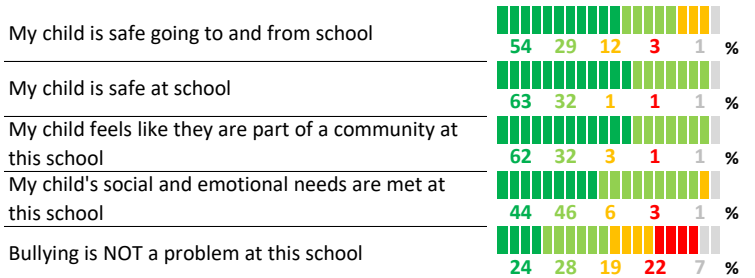 My child is safe going to and from school
54 29 12 3 1 %
My child is safe at school
63 32 1 1 1 %
My child feels like they are part of a community at
this school
62 32 3 1 1 %
My child's social and emotional needs are met at
this school
44 46 6 3 1 %
Bullying is NOT a problem at this school
24 28 19 22 7 %